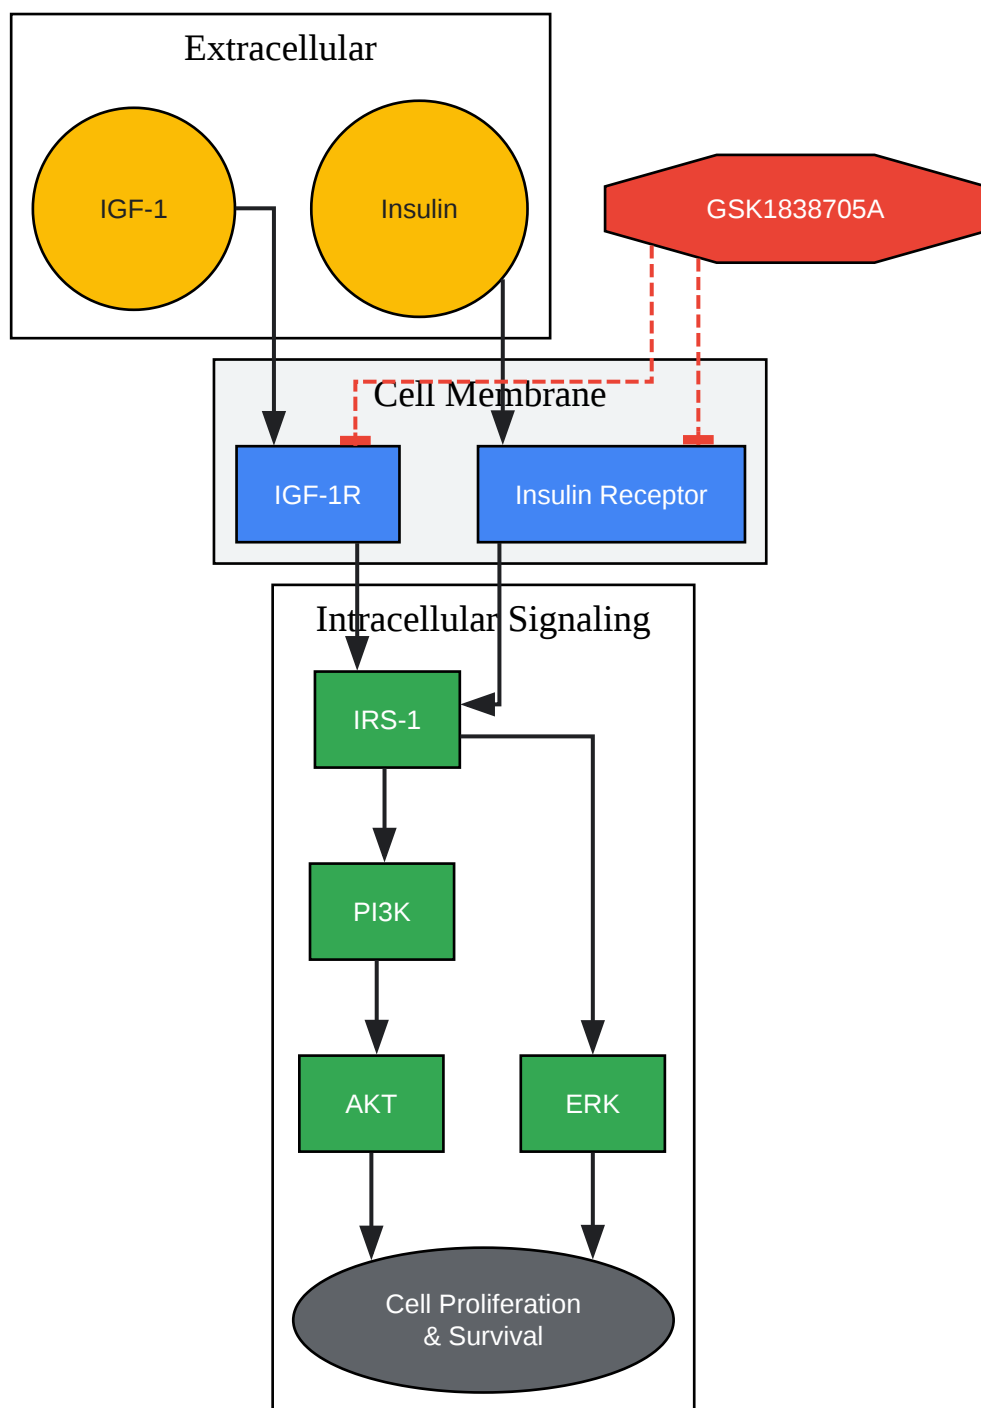 Extracellular
IGF-1
Insulin
GSK1838705A
Cell Membrane
IGF-1R
Insulin Receptor
Intracellular Signaling
IRS-1
PI3K
AKT
ERK
Cell Proliferation
& Survival